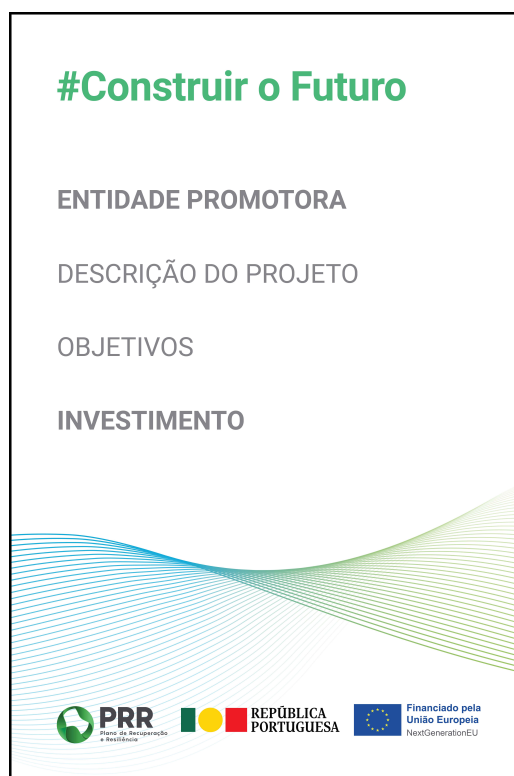 #Construir o Futuro
ENTIDADE PROMOTORA
DESCRIÇÃO DO PROJETO
OBJETIVOS
INVESTIMENTO
PRR
Plano de Recuperação
e Resiliência
REPÚBLICA
PORTUGUESA
Financiado pela
União Europeia
NextGenerationEU